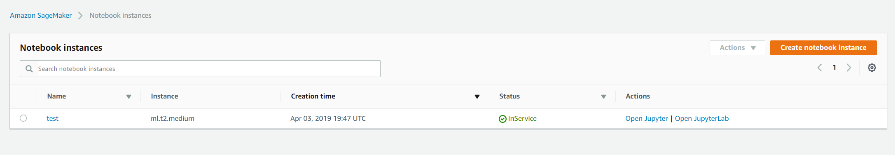 Amazon SageMaker > Notebook instances
Notebook instances
Actions Create notebook instance
Search notebook instances
1
Name Instance Creation time Status Actions
test ml.t2.medium Apr 03, 2019 19:47 UTC InService Open Jupyter | Open JupyterLab